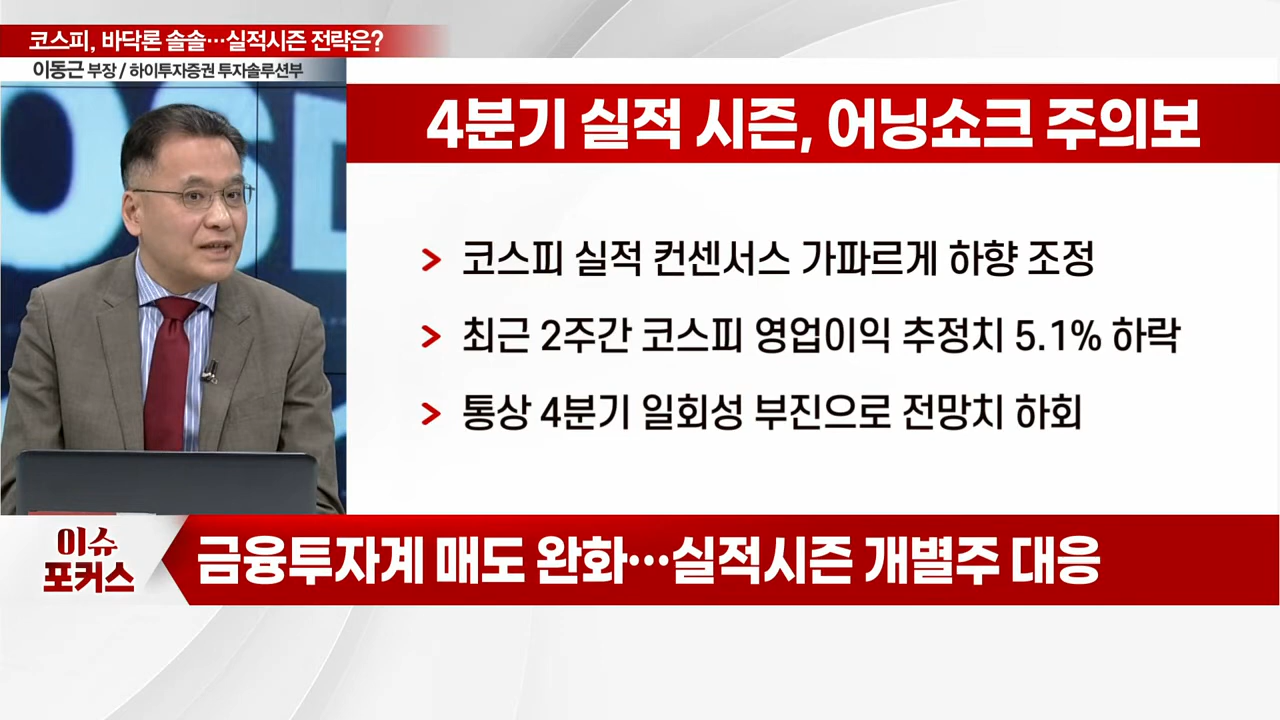 코스피, 바닥론 솔솔…실적시즌 전략은?
이동근 부장 / 하이투자증권 투자솔루션부
4분기 실적 시즌, 어닝쇼크 주의보
> 코스피 실적 컨센서스 가파르게 하향 조정
> 최근 2주간 코스피 영업이익 추정치 5.1% 하락
> 통상 4분기 일회성 부진으로 전망치 하회
이슈
포커스
금융투자계 매도 완화…실적시즌 개별주 대응